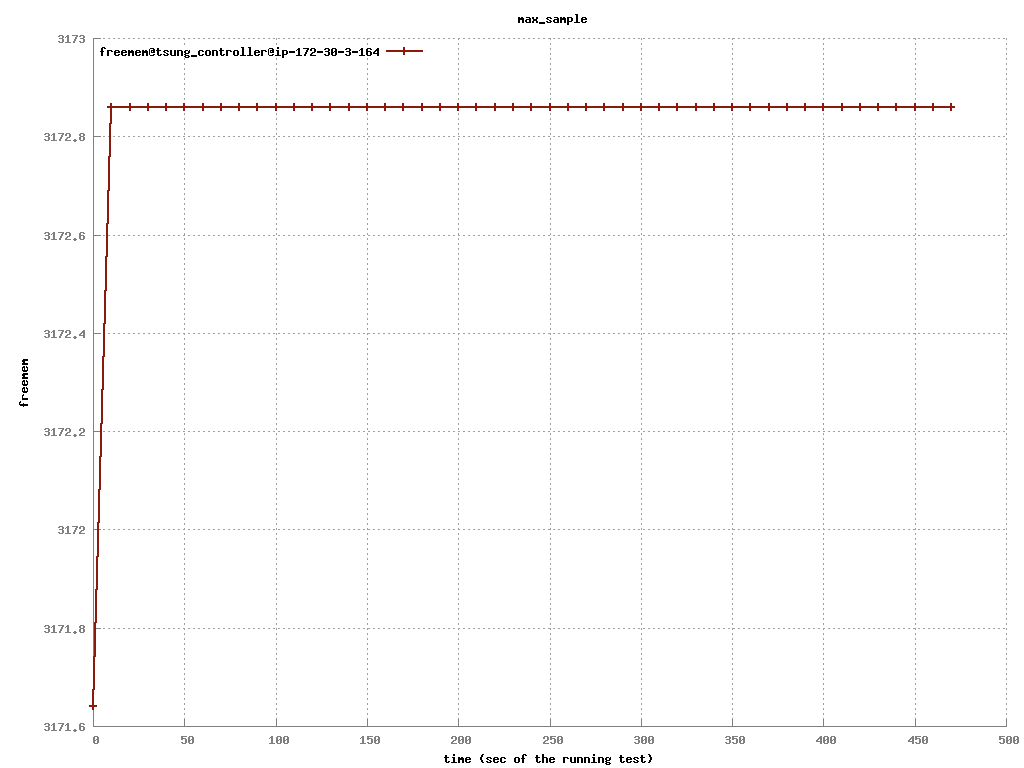 max_sample
3173
freemem@tsung_controller@ip-172-30-3-164
3172.8
3172.6
3172.4
freemem
3172.2
3172
3171.8
3171.6
0 50 100 150 200 250 300 350 400 450 500
time (sec of the running test)